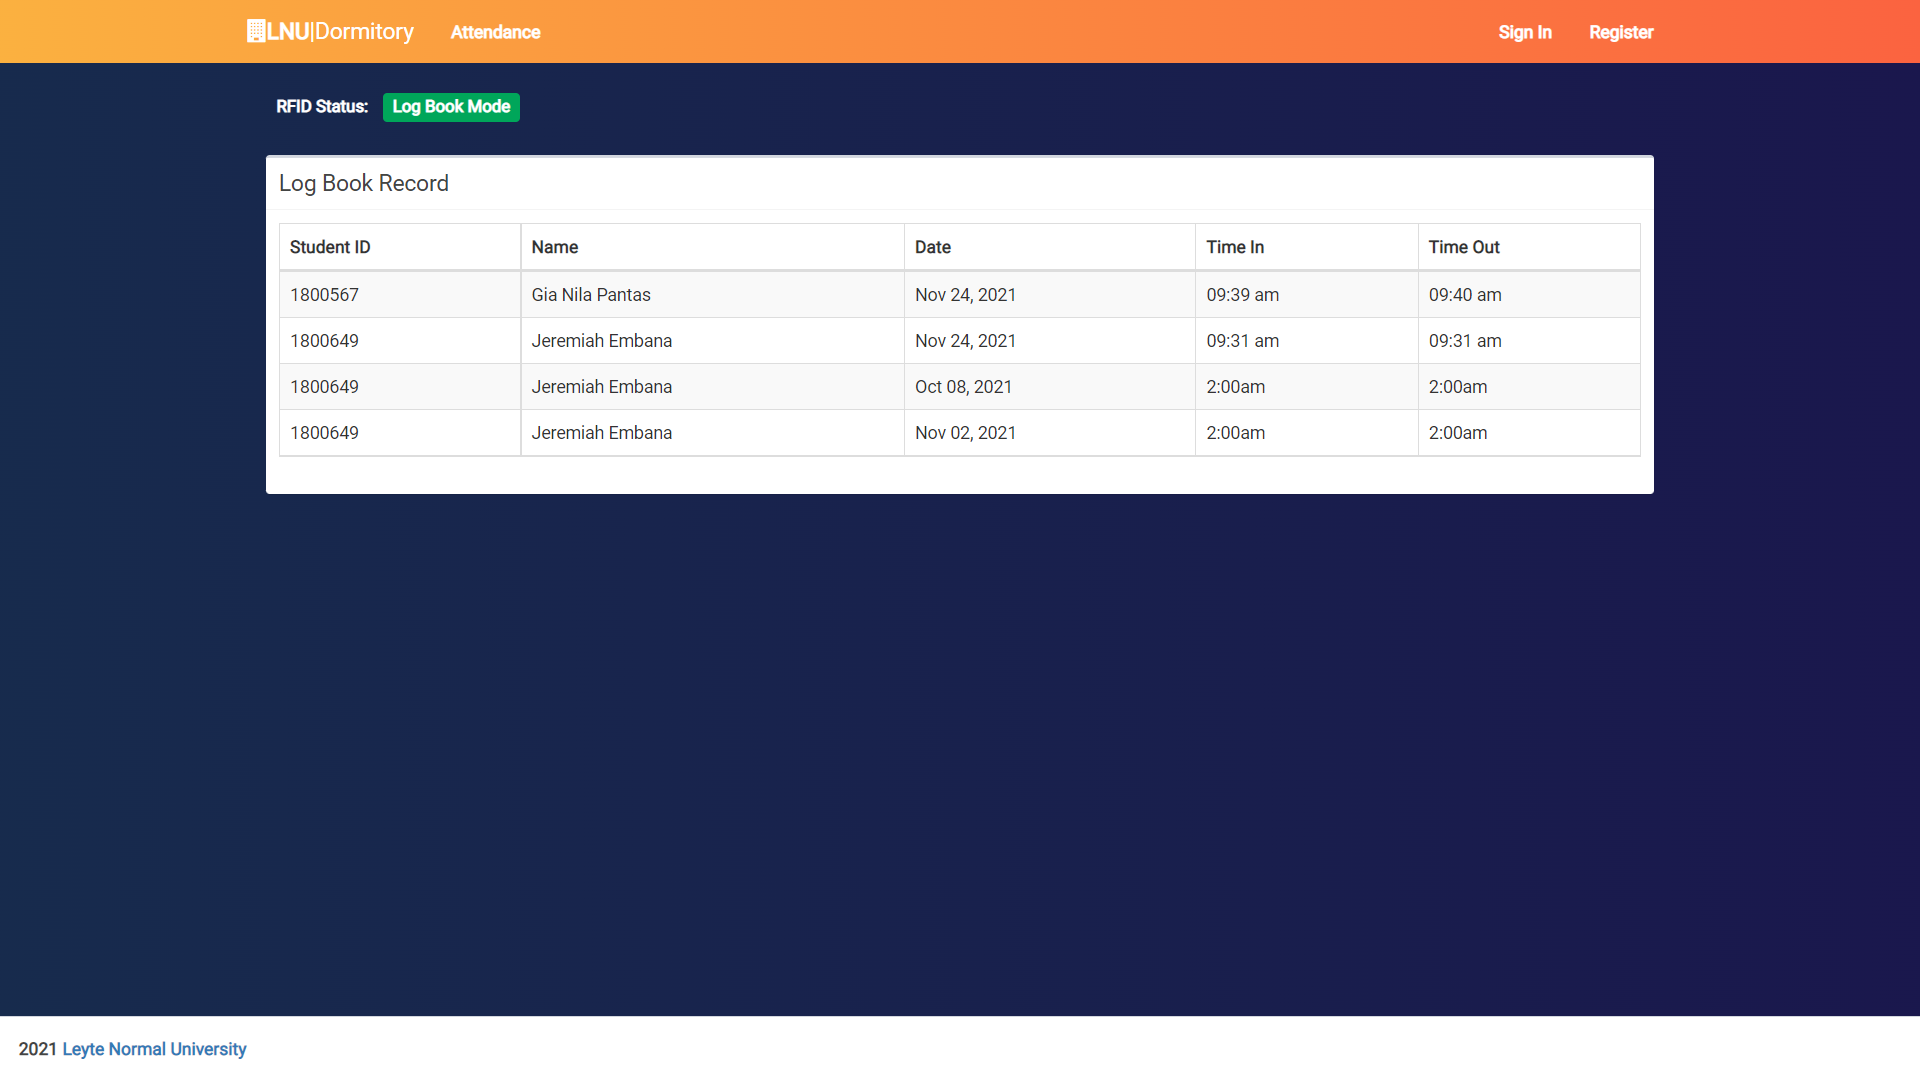 LNU|Dormitory Attendance Sign In Register
RFID Status: Log Book Mode
Log Book Record
Student ID Name Date Time In Time Out
1800567 Gia Nila Pantas Nov 24, 2021 09:39 am 09:40 am
1800649 Jeremiah Embana Nov 24, 2021 09:31 am 09:31 am
1800649 Jeremiah Embana Oct 08, 2021 2:00am 2:00am
1800649 Jeremiah Embana Nov 02, 2021 2:00am 2:00am
2021 Leyte Normal University